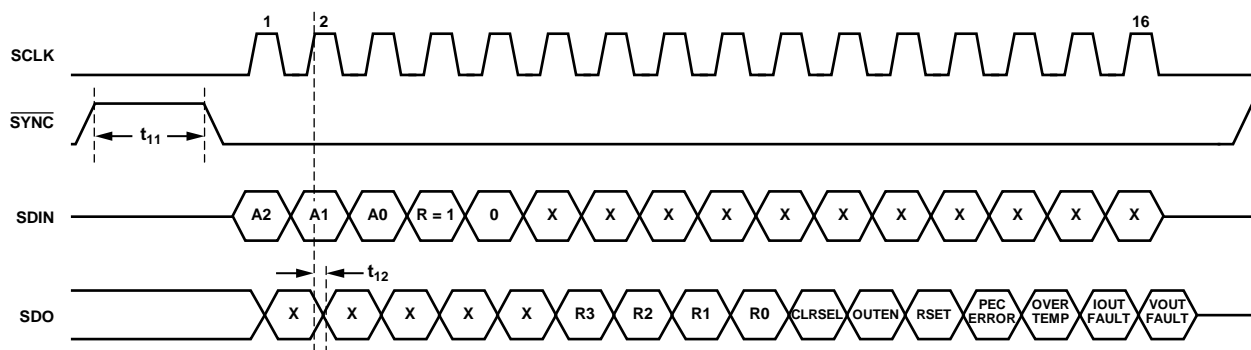 1 2 16
SCLK
SYNC
t11
SDIN A2 A1 A0 R = 1 0 X X X X X X X X X X X
t12
SDO X X X X X R3 R2 R1 R0 CLRSEL OUTEN RSET PEC ERROR OVER TEMP IOUT FAULT VOUT FAULT